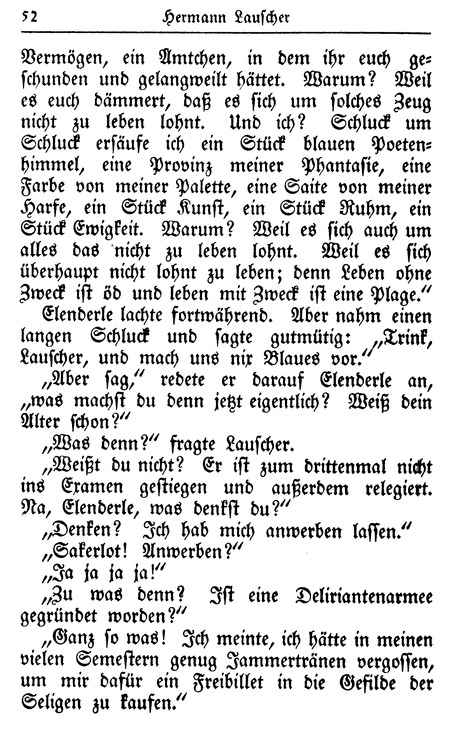 52 Hermann Lauscher
Vermögen, ein Ämtchen, in dem ihr euch ge-
schunden und gelangweilt hättet. Warum? Weil
es euch dämmert, daß es sich um solches Zeug
nicht zu leben lohnt. Und ich? Schluck um
Schluck ersäufe ich ein Stück blauen Poeten-
himmel, eine Provinz meiner Phantasie, eine
Farbe von meiner Palette, eine Saite von meiner
Harfe, ein Stück Kunst, ein Stück Ruhm, ein
Stück Ewigkeit. Warum? Weil es sich auch um
alles das nicht zu leben lohnt. Weil es sich
überhaupt nicht lohnt zu leben; denn Leben ohne
Zweck ist öd und leben mit Zweck ist eine Plage.“
Elenderle lachte fortwährend. Aber nahm einen
langen Schluck und sagte gutmütig: „Trink,
Lauscher, und mach uns nix Blaues vor.“
„Aber sag,“ redete er darauf Elenderle an,
„was machst du denn jetzt eigentlich? Weiß dein
Alter schon?“
„Was denn?“ fragte Lauscher.
„Weißt du nicht? Er ist zum drittenmal nicht
ins Examen gestiegen und außerdem relegiert.
Na, Elenderle, was denkst du?“
„Denken? Ich hab mich anwerben lassen.“
„Sakerlot! Anwerben?“
„Ja ja ja ja!“
„Zu was denn? Ist eine Deliriantenarmee
gegründet worden?“
„Ganz so was! Ich meinte, ich hätte in meinen
vielen Semestern genug Jammertränen vergossen,
um mir dafür ein Freibillet in die Gefilde der
Seligen zu kaufen.“